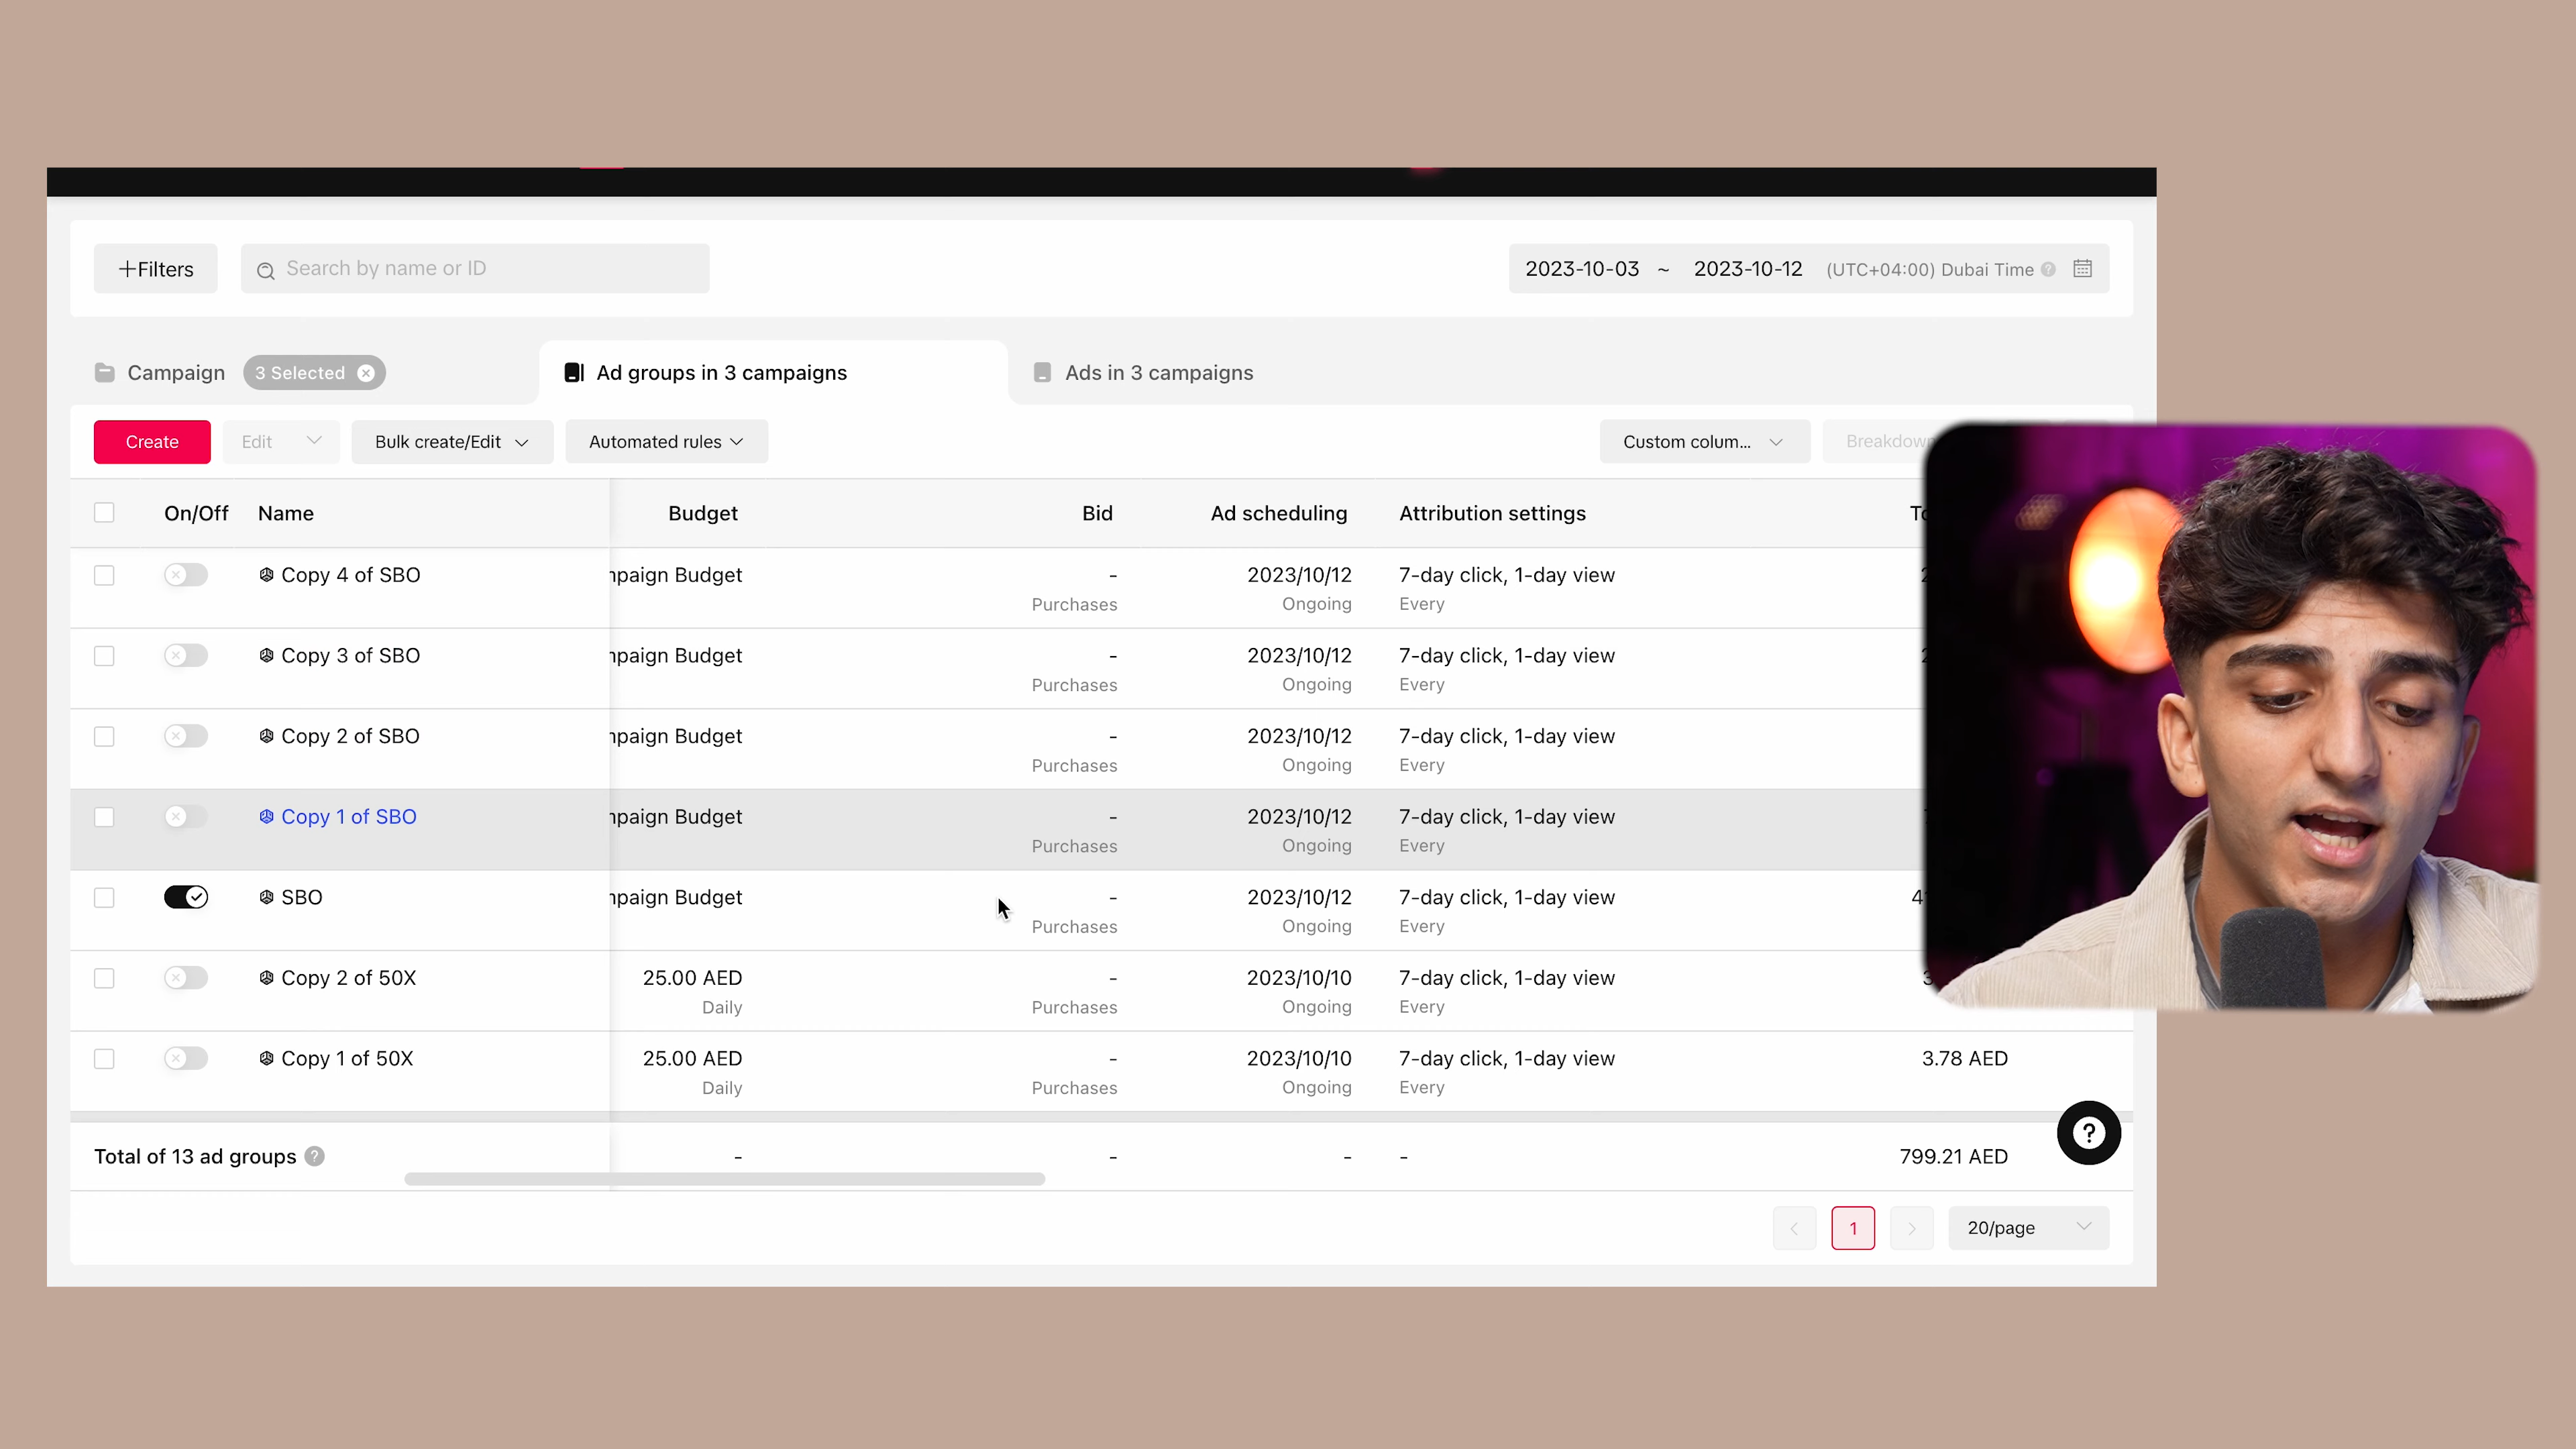 +Filters
Search by name or ID
2023-10-03 ~ 2023-10-12 (UTC+04:00) Dubai Time
Campaign 3 Selected
Ad groups in 3 campaigns
Ads in 3 campaigns
Create Edit Bulk create/Edit Automated rules Custom colum...
On/Off Name Budget Bid Ad scheduling Attribution settings
Copy 4 of SBO Budget - 2023/10/12 7-day click, 1-day view
Purchases Ongoing Every
Copy 3 of SBO Budget - 2023/10/12 7-day click, 1-day view
Purchases Ongoing Every
Copy 2 of SBO Budget - 2023/10/12 7-day click, 1-day view
Purchases Ongoing Every
Copy 1 of SBO Budget - 2023/10/12 7-day click, 1-day view
Purchases Ongoing Every
SBO Budget - 2023/10/12 7-day click, 1-day view
Purchases Ongoing Every
Copy 2 of 50X 25.00 AED - 2023/10/10 7-day click, 1-day view
Daily Purchases Ongoing Every
Copy 1 of 50X 25.00 AED - 2023/10/10 7-day click, 1-day view 3.78 AED
Daily Purchases Ongoing Every
Total of 13 ad groups - - - - 799.21 AED
1 20/page